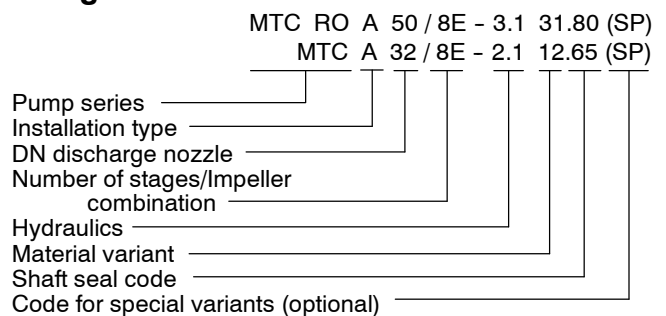 MTC RO A 50 / 8E - 3.1 31.80 (SP)
MTC A 32 / 8E - 2.1 12.65 (SP)
Pump series
Installation type
DN discharge nozzle
Number of stages/Impeller
combination
Hydraulics
Material variant
Shaft seal code
Code for special variants (optional)